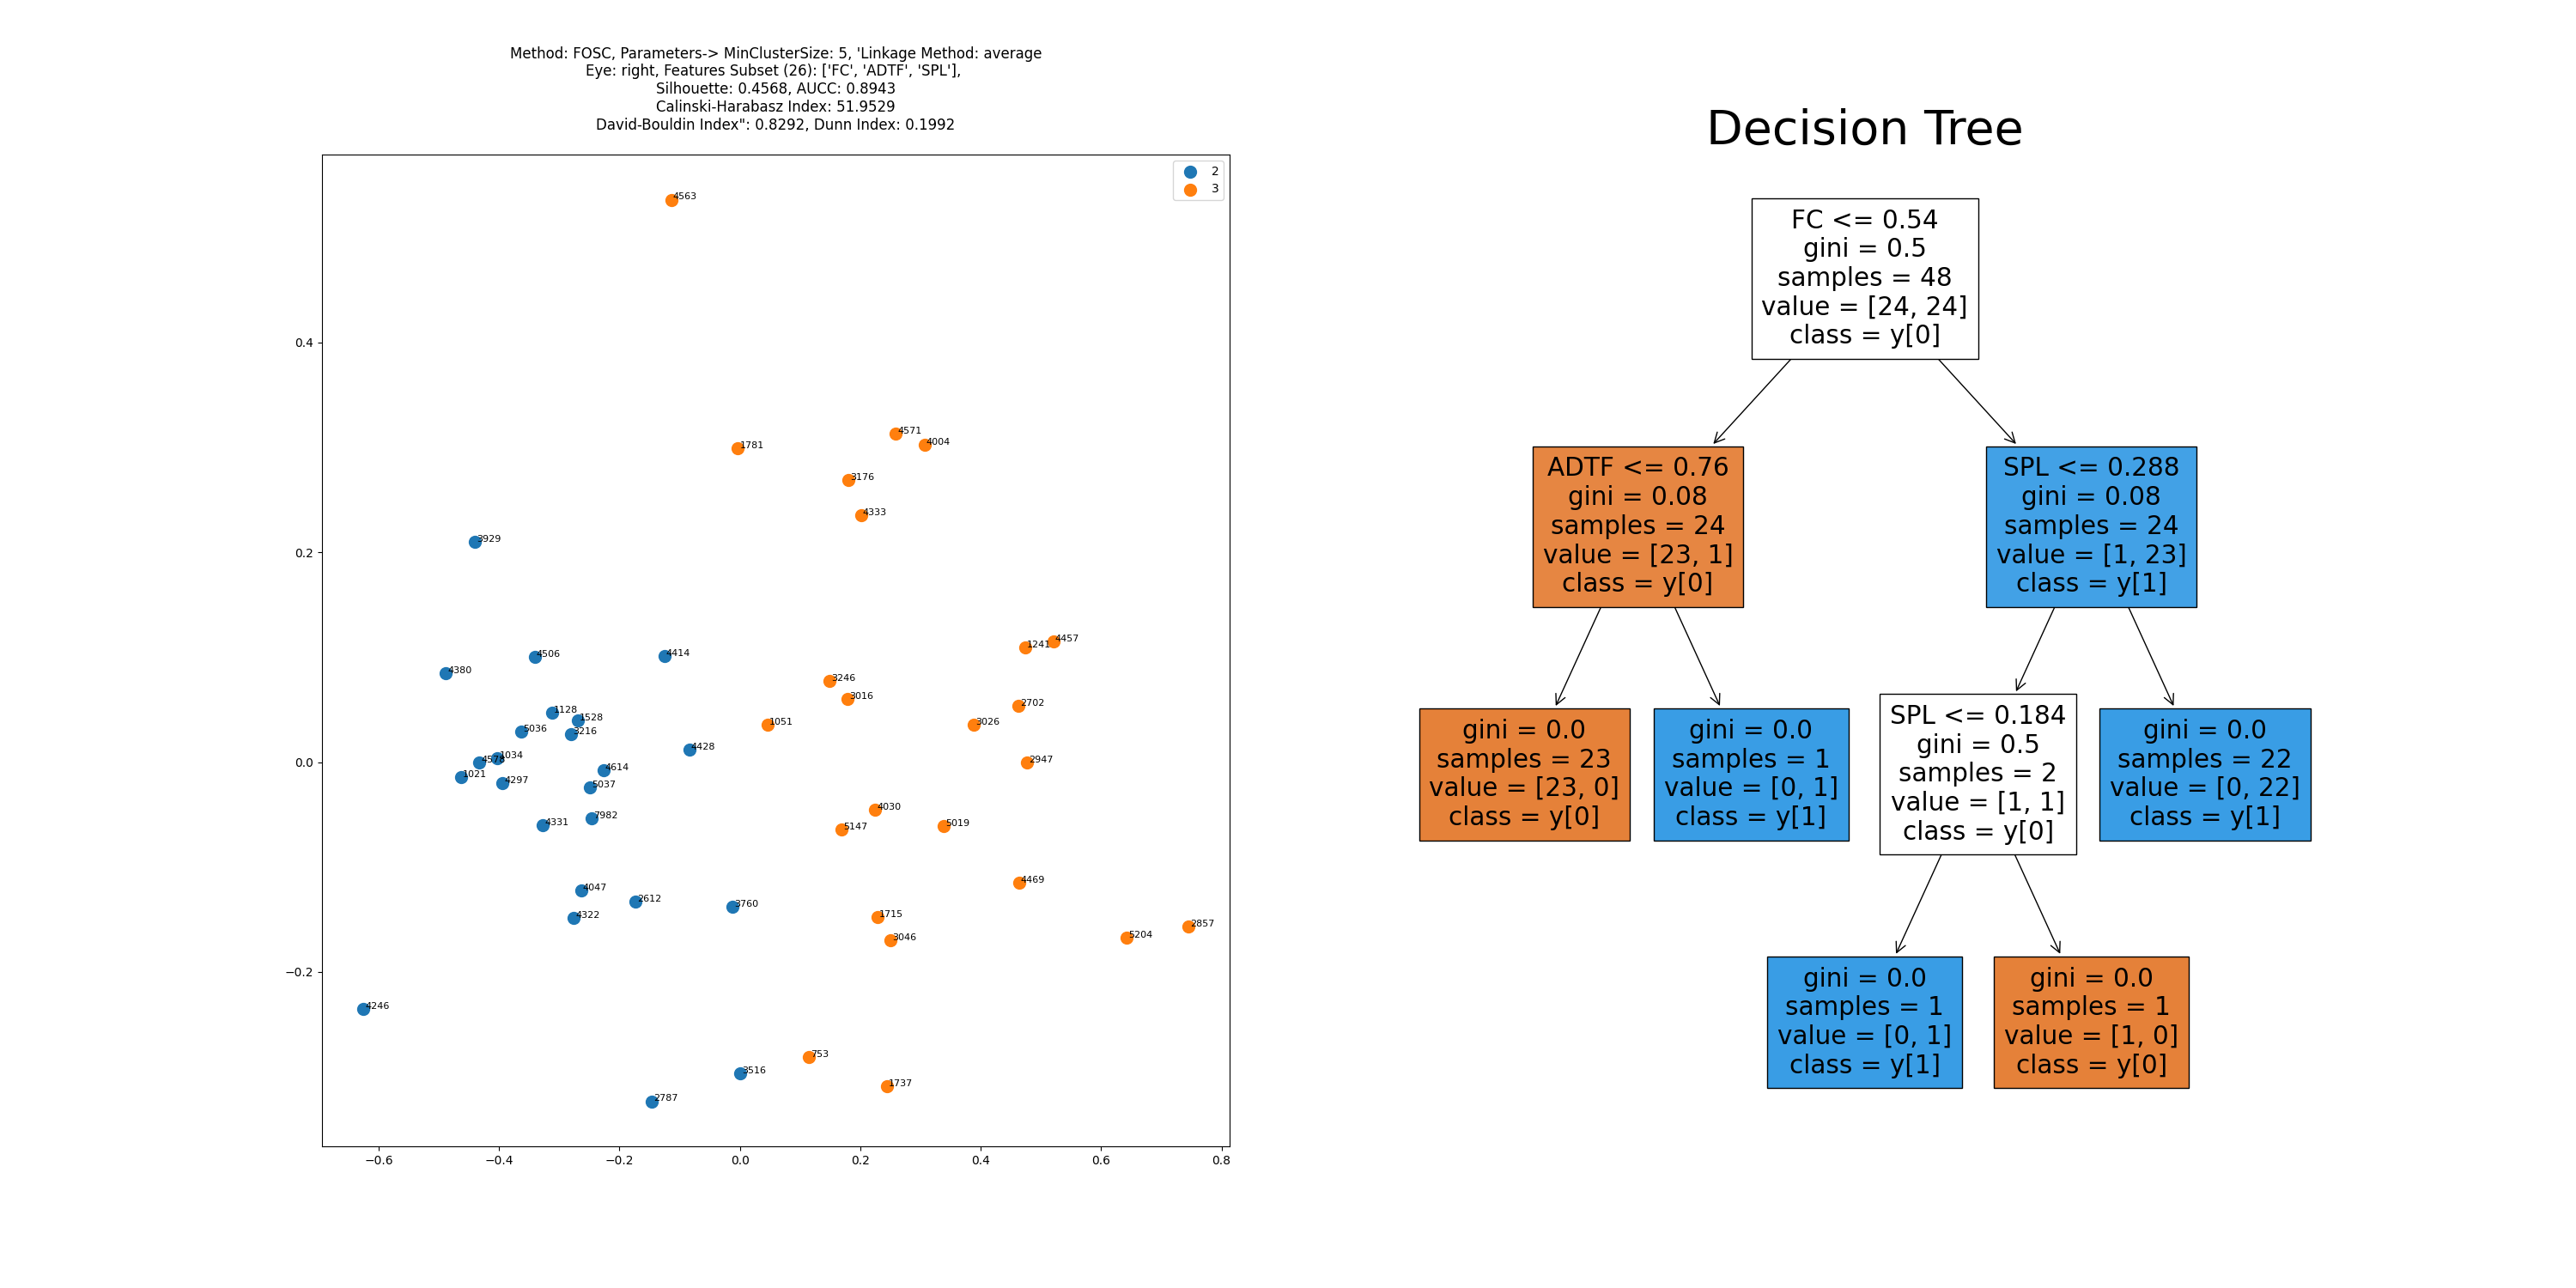 Method: FOSC, Parameters-> MinClusterSize: 5, 'Linkage Method: average
Eye: right, Features Subset (26): ['FC', 'ADTF', 'SPL'],
Silhouette: 0.4568, AUCC: 0.8943
Calinski-Harabasz Index: 51.9529
David-Bouldin Index": 0.8292, Dunn Index: 0.1992
2
3
4563
1781
4571
4004
3176
4333
3929
4506
4380
4414
1241
4457
3246
3016
1051
2702
3026
1128
1528
5036
3216
4428
1034
4578
1021
4297
4614
5037
2947
4331
7982
4030
5147
5019
4047
4322
2612
3760
4469
1715
3046
5204
2857
4246
753
3516
1737
2787
0.4
0.2
0.0
−0.2
−0.6
−0.4
−0.2
0.0
0.2
0.4
0.6
0.8
Decision Tree
FC <= 0.54
gini = 0.5
samples = 48
value = [24, 24]
class = y[0]
ADTF <= 0.76
gini = 0.08
samples = 24
value = [23, 1]
class = y[0]
SPL <= 0.288
gini = 0.08
samples = 24
value = [1, 23]
class = y[1]
gini = 0.0
samples = 23
value = [23, 0]
class = y[0]
gini = 0.0
samples = 1
value = [0, 1]
class = y[1]
SPL <= 0.184
gini = 0.5
samples = 2
value = [1, 1]
class = y[0]
gini = 0.0
samples = 22
value = [0, 22]
class = y[1]
gini = 0.0
samples = 1
value = [0, 1]
class = y[1]
gini = 0.0
samples = 1
value = [1, 0]
class = y[0]